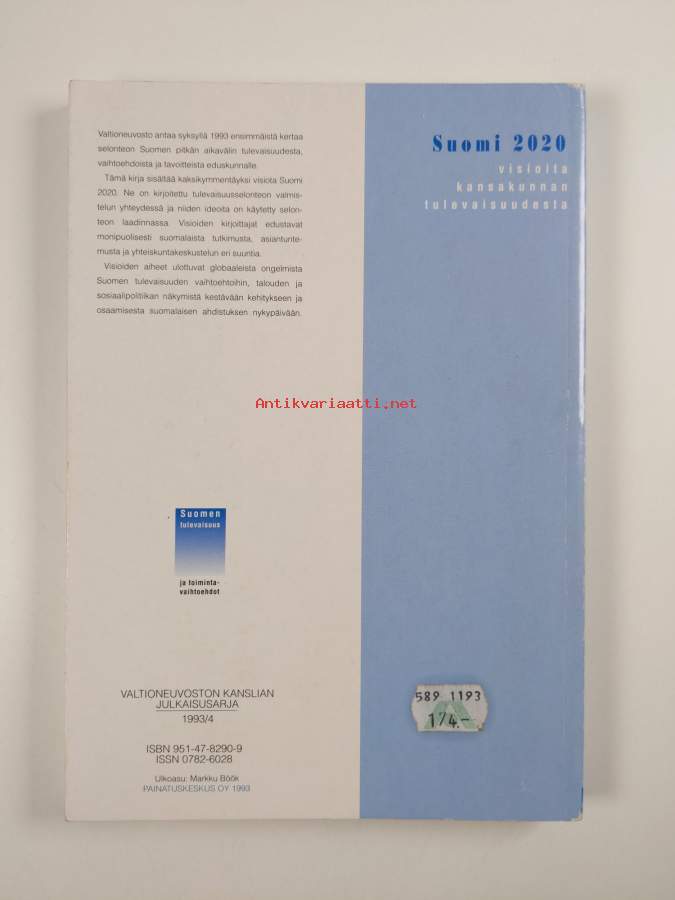 Valtioneuvosto antaa syksyllä 1993 ensimmäistä kertaa
selonteon Suomen pitkän aikavälin tulevaisuudesta,
vaihtoehdoista ja tavoitteista eduskunnalle.
Tämä kirja sisältää kaksikymmentäyksi visiota Suomi
2020. Ne on kirjoitettu tulevaisuusselonteon valmis-
telun yhteydessä ja niiden ideoita on käytetty selon-
teon laadinnassa. Visioiden kirjoittajat edustavat
monipuolisesti suomalaista tutkimusta, asiantunte-
musta ja yhteiskuntakeskustelun eri suuntia.
Visioiden aiheet ulottuvat globaaleista ongelmista
Suomen tulevaisuuden vaihtoehtoihin, talouden ja
sosiaalipolitiikan näkymistä kestävään kehitykseen ja
osaamisesta suomalaisen ahdistuksen nykypäivään.
Suomi 2020
visioita
kansakunnan
tulevaisuudesta
Antikvariaatti.net
Suomen
tulevaisuus
ja toiminta-
vaihtoehdot
VALTIONEUVOSTON KANSLIAN
JULKAISUSARJA
1993/4
ISBN 951-47-8290-9
ISSN 0782-6028
Ulkoasu: Markku Böök
PAINATUSKESKUS OY 1993
589 1193
174.-